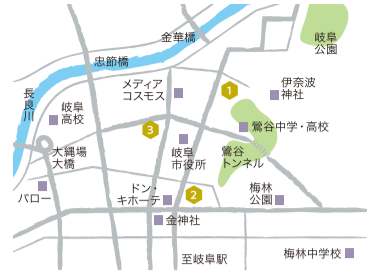 金華橋
忠節橋
岐阜
公園
長良川
メディア
コスモス
1
伊奈波
神社
岐阜
高校
3
鶯谷中学・高校
大縄場
大橋
岐阜
市役所
鶯谷
トンネル
バロー
ドン・
キホーテ
2
梅林
公園
金神社
至岐阜駅
梅林中学校